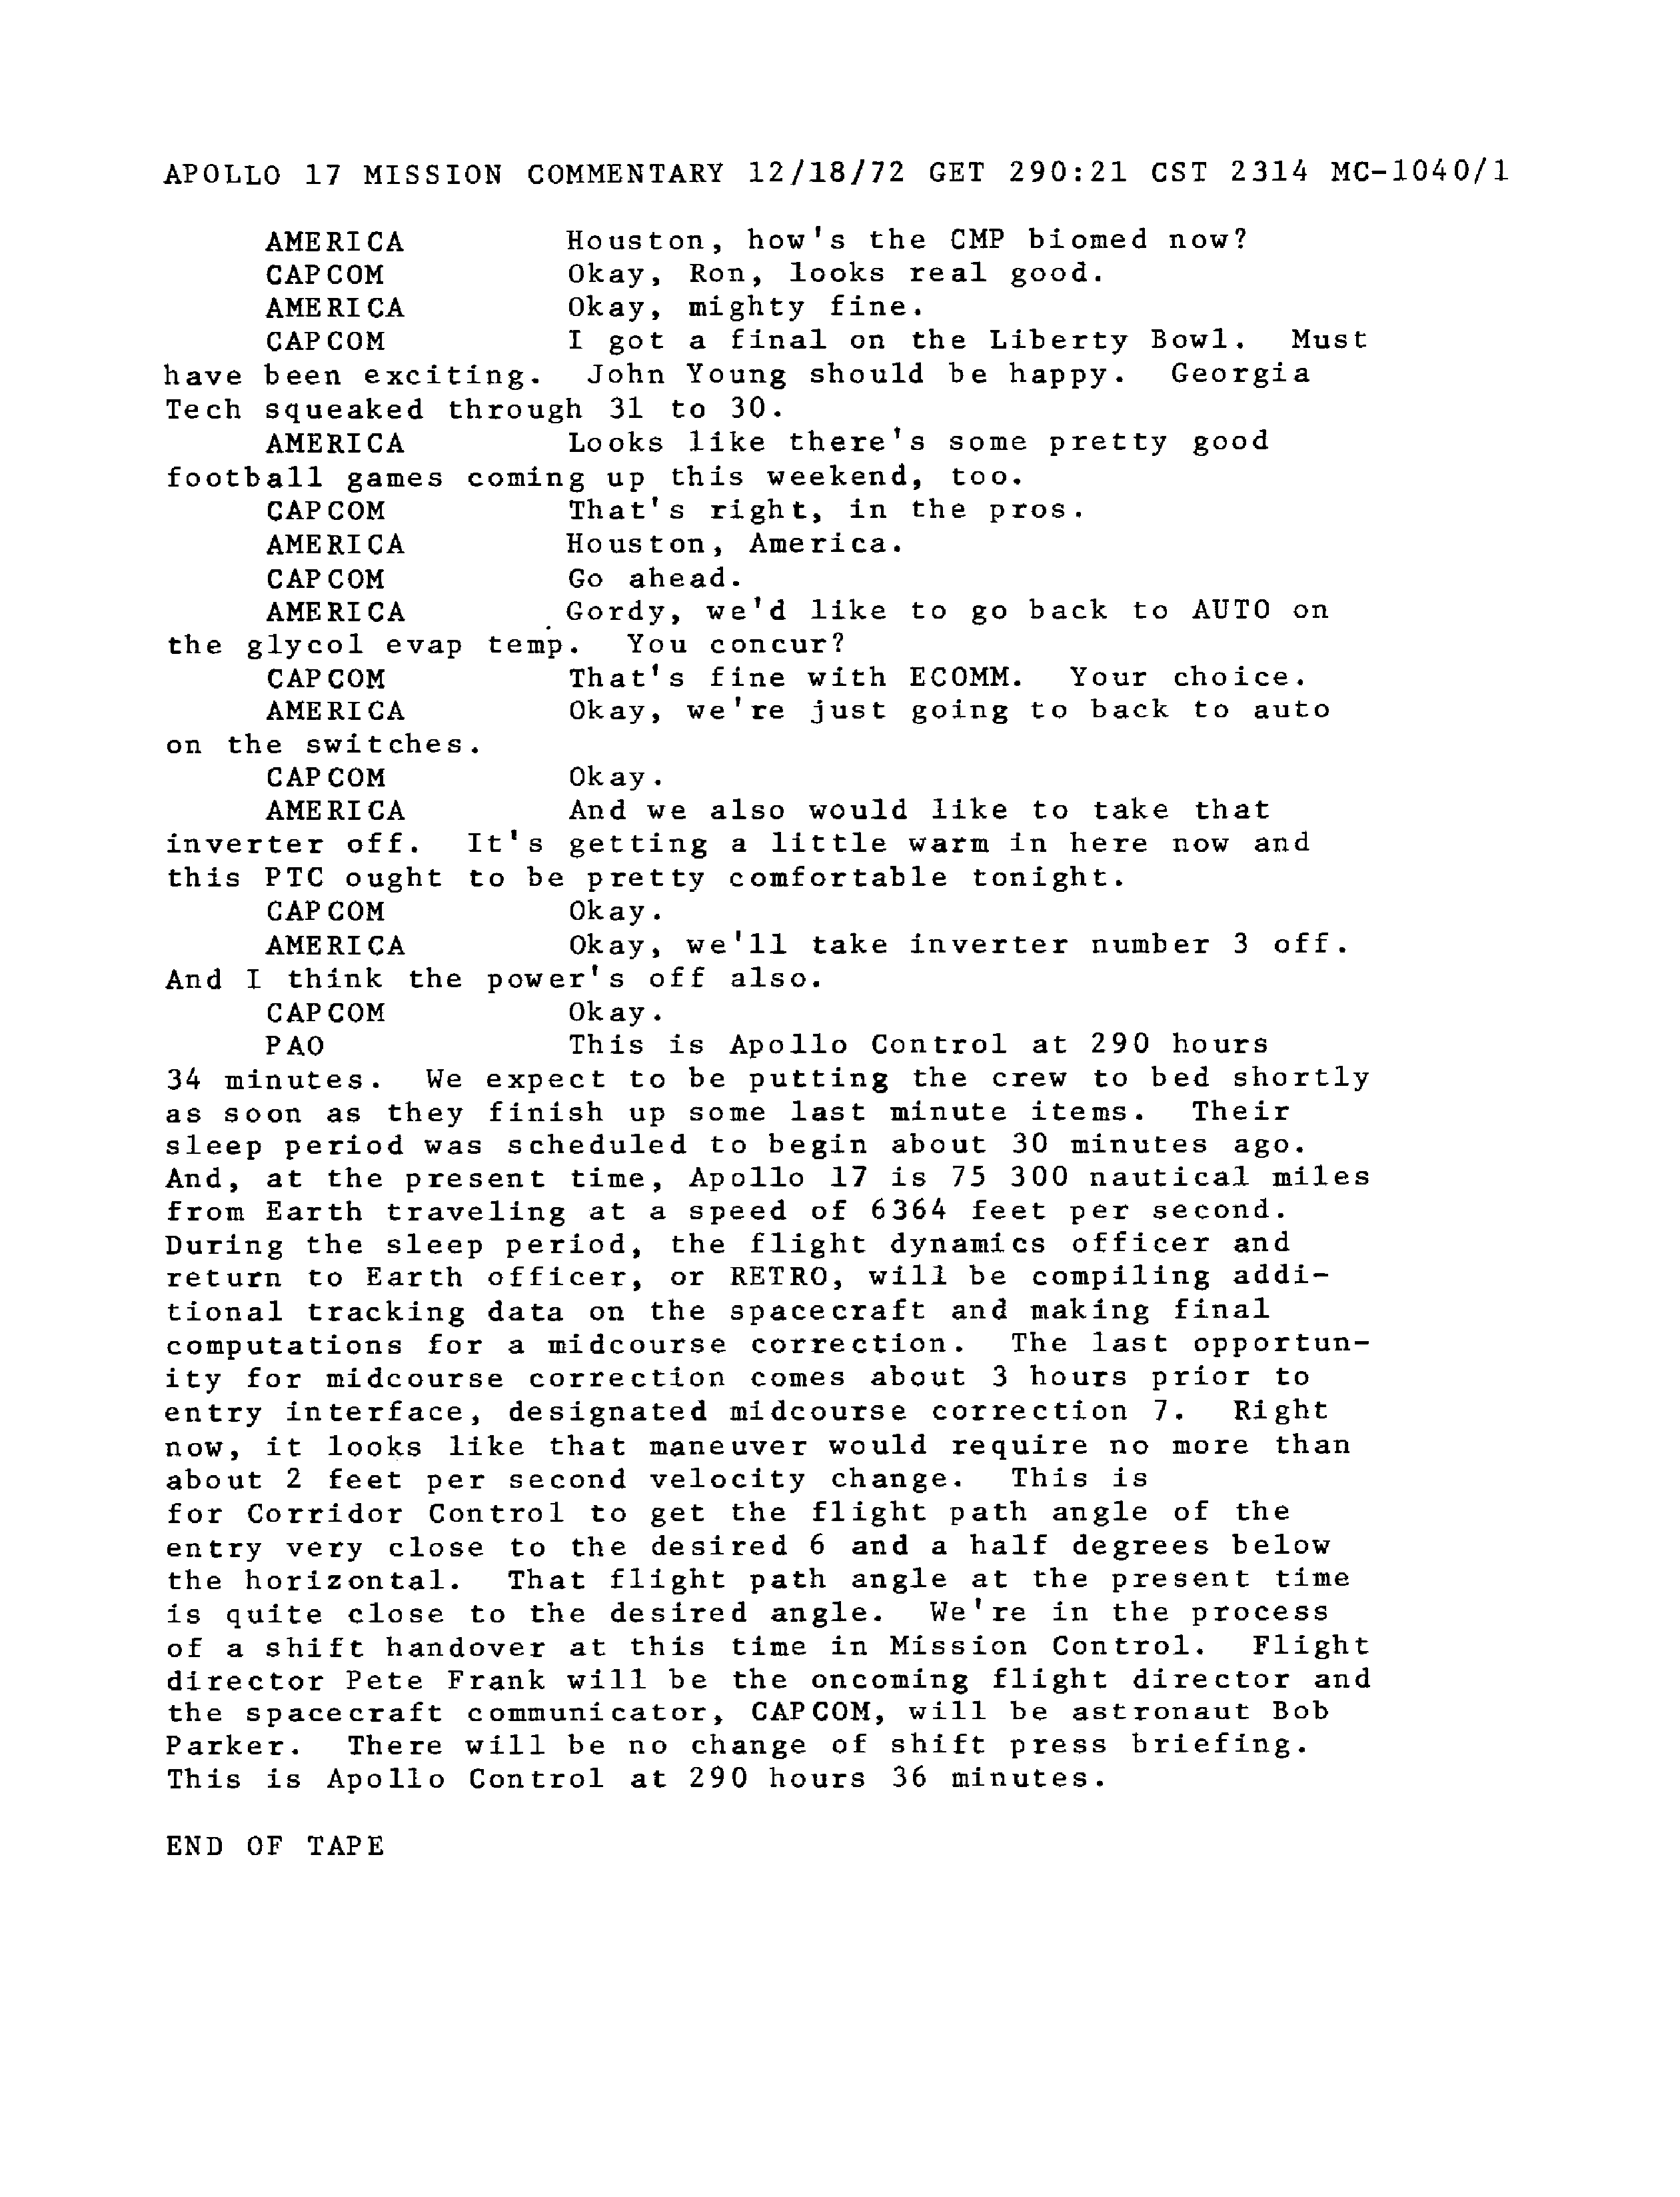 APOLLO 17 MISSION COMMENTARY 12/18/72 GET 290:21 CST 2314 MC-1040/1
AMERICA Houston, how's the CMP biomed now?
CAPCOM Okay, Ron, looks real good.
AMERICA Okay, mighty fine.
CAPCOM I got a final on the Liberty Bowl. Must
have been exciting. John Young should be happy. Georgia
Tech squeaked through 31 to 30.
AMERICA Looks like there's some pretty good
football games coming up this weekend, too.
CAPCOM That's right, in the pros.
AMERICA Houston, America.
CAPCOM Go ahead.
AMERICA Gordy, we'd like to go back to AUTO on
the glycol evap temp. You concur?
CAPCOM That's fine with ECOMM. Your choice.
AMERICA Okay, we're just going to back to auto
on the switches.
CAPCOM Okay.
AMERICA And we also would like to take that
inverter off. It's getting a little warm in here now and
this PTC ought to be pretty comfortable tonight.
CAPCOM Okay.
AMERICA Okay, we'll take inverter number 3 off.
And I think the power's off also.
CAPCOM Okay.
PAO This is Apollo Control at 290 hours
34 minutes. We expect to be putting the crew to bed shortly
as soon as they finish up some last minute items. Their
sleep period was scheduled to begin about 30 minutes ago.
And, at the present time, Apollo 17 is 75 300 nautical miles
from Earth traveling at a speed of 6364 feet per second.
During the sleep period, the flight dynamics officer and
return to Earth officer, or RETRO, will be compiling addi-
tional tracking data on the spacecraft and making final
computations for a midcourse correction. The last opportun-
ity for midcourse correction comes about 3 hours prior to
entry interface, designated midcourse correction 7. Right
now, it looks like that maneuver would require no more than
about 2 feet per second velocity change. This is
for Corridor Control to get the flight path angle of the
entry very close to the desired 6 and a half degrees below
the horizontal. That flight path angle at the present time
is quite close to the desired angle. We're in the process
of a shift handover at this time in Mission Control. Flight
director Pete Frank will be the oncoming flight director and
the spacecraft communicator, CAPCOM, will be astronaut Bob
Parker. There will be no change of shift press briefing.
This is Apollo Control at 290 hours 36 minutes.
END OF TAPE